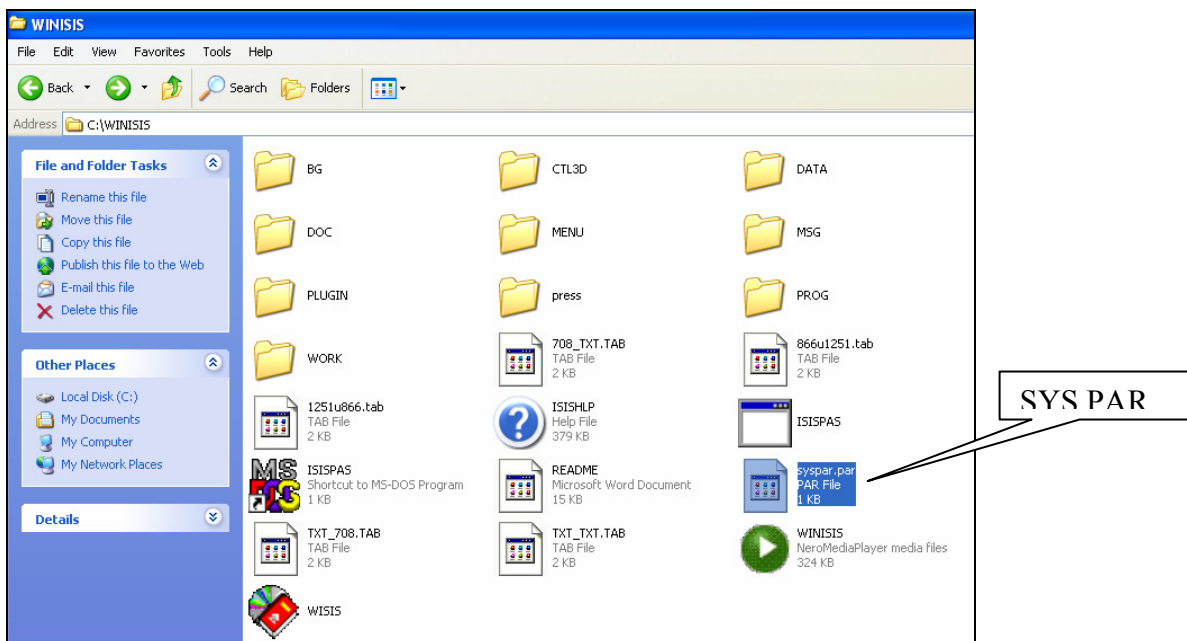 WINISIS
File Edit View Favorites Tools Help
Back Search Folders
Address C:\WINISIS
File and Folder Tasks
Rename this file
Move this file
Copy this file
Publish this file to the Web
E-mail this file
Delete this file
Other Places
Local Disk (C:)
My Documents
My Computer
My Network Places
Details
BG
CTL3D
DATA
DOC
MENU
MSG
PLUGIN
press
PROG
WORK
708_TXT.TAB
TAB File
2 KB
866u1251.tab
TAB File
2 KB
1251u866.tab
TAB File
2 KB
ISISHLP
Help File
379 KB
ISISPAS
MS DOS
ISISPAS
Shortcut to MS-DOS Program
1 KB
README
Microsoft Word Document
15 KB
syspar.par
PAR File
1 KB
TXT_708.TAB
TAB File
2 KB
TXT_TXT.TAB
TAB File
2 KB
WINISIS
NeroMediaPlayer media files
324 KB
WISIS
SYS PAR